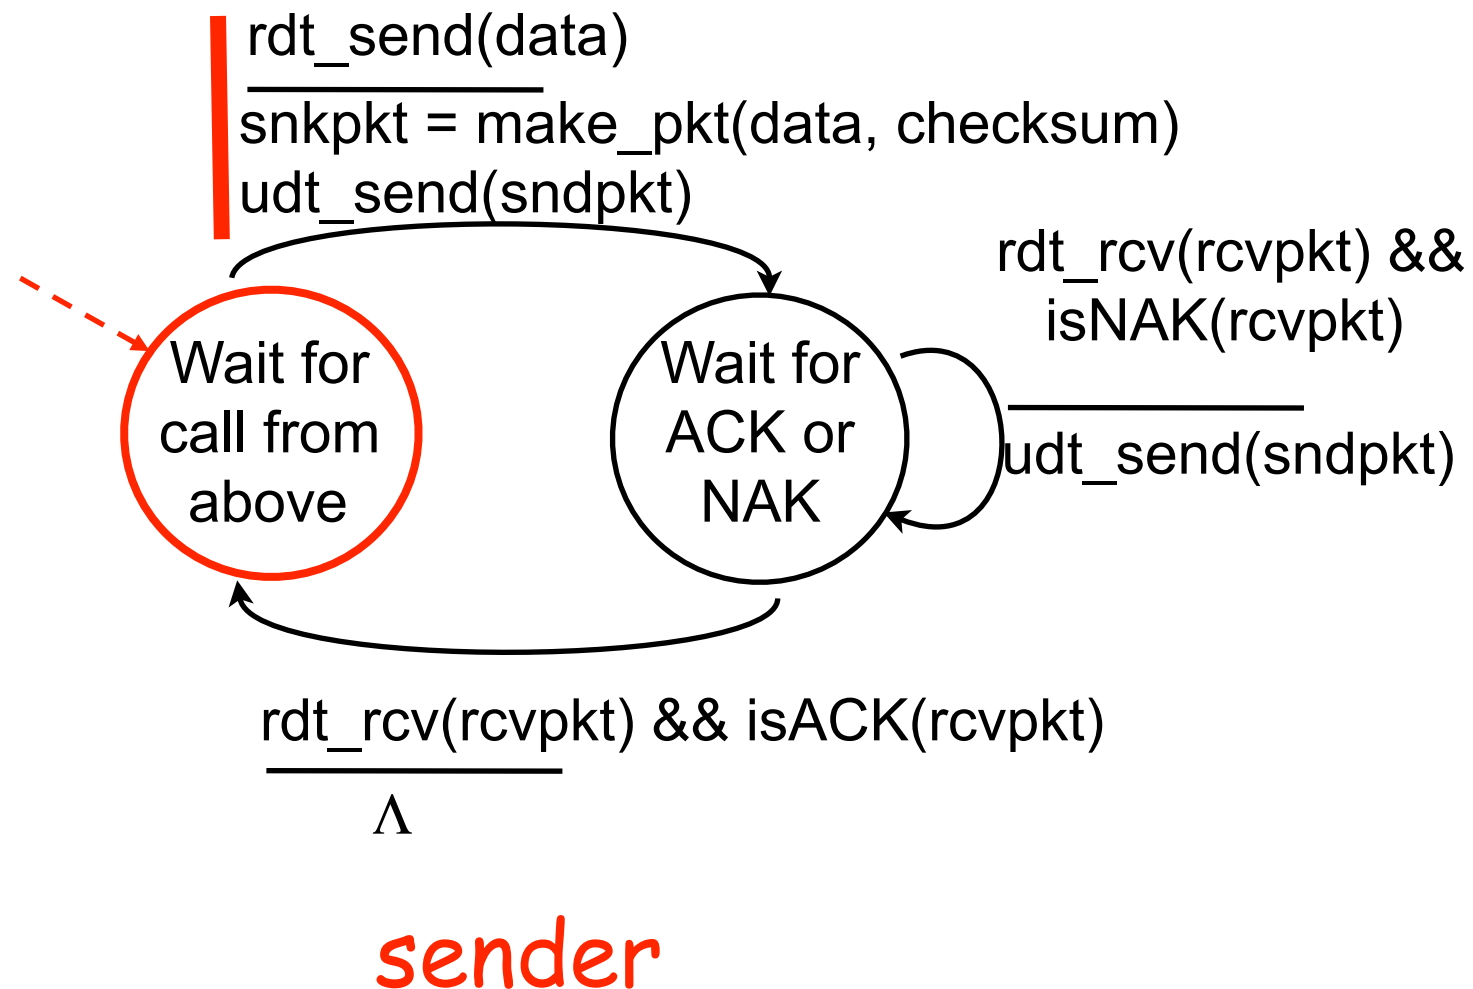 rdt_send(data)
snkpkt = make_pkt(data, checksum)
udt_send(sndpkt)
rdt_rcv(rcvpkt) &&
isNAK(rcvpkt)
udt_send(sndpkt)
Wait for
call from
above
Wait for
ACK or
NAK
rdt_rcv(rcvpkt) && isACK(rcvpkt)
Λ
sender